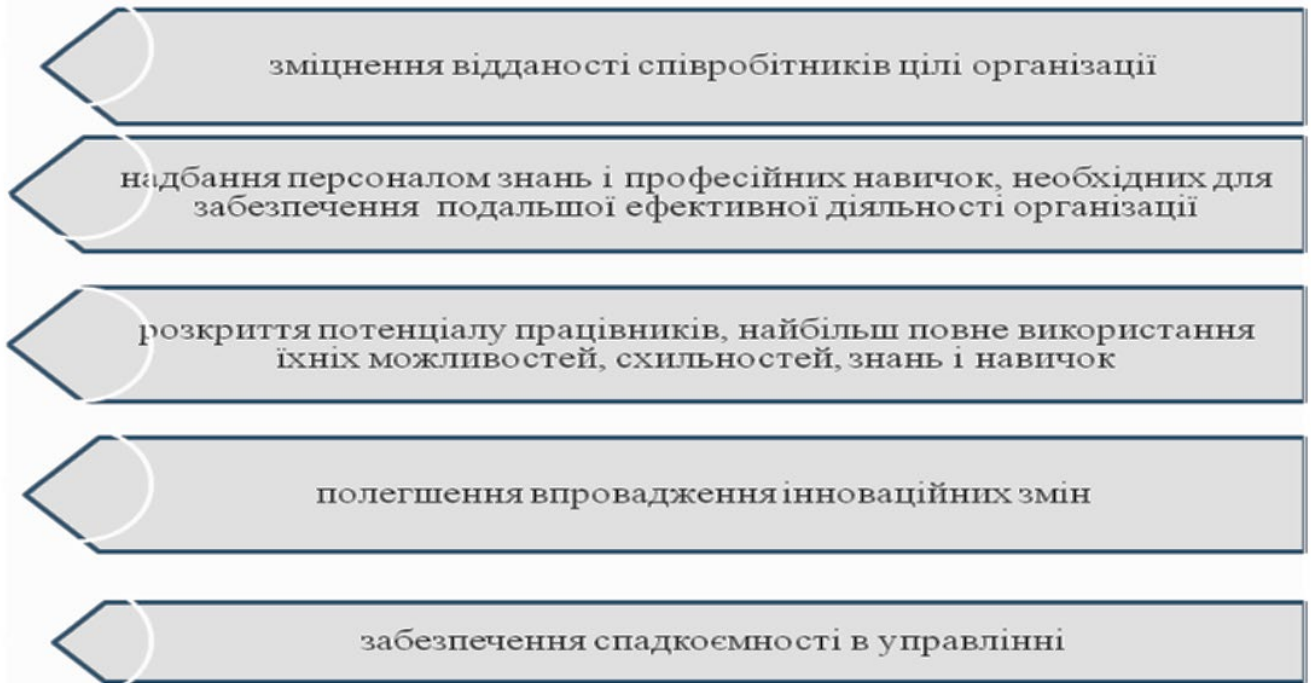 зміцнення відданості співробітників цілі організації
надбання персоналом знань і професійних навичок, необхідних для
забезпечення подальшої ефективної діяльності організації
розкриття потенціалу працівників, найбільш повне використання
їхніх можливостей, схильностей, знань і навичок
полегшення впровадження інноваційних змін
забезпечення спадкоємності в управлінні